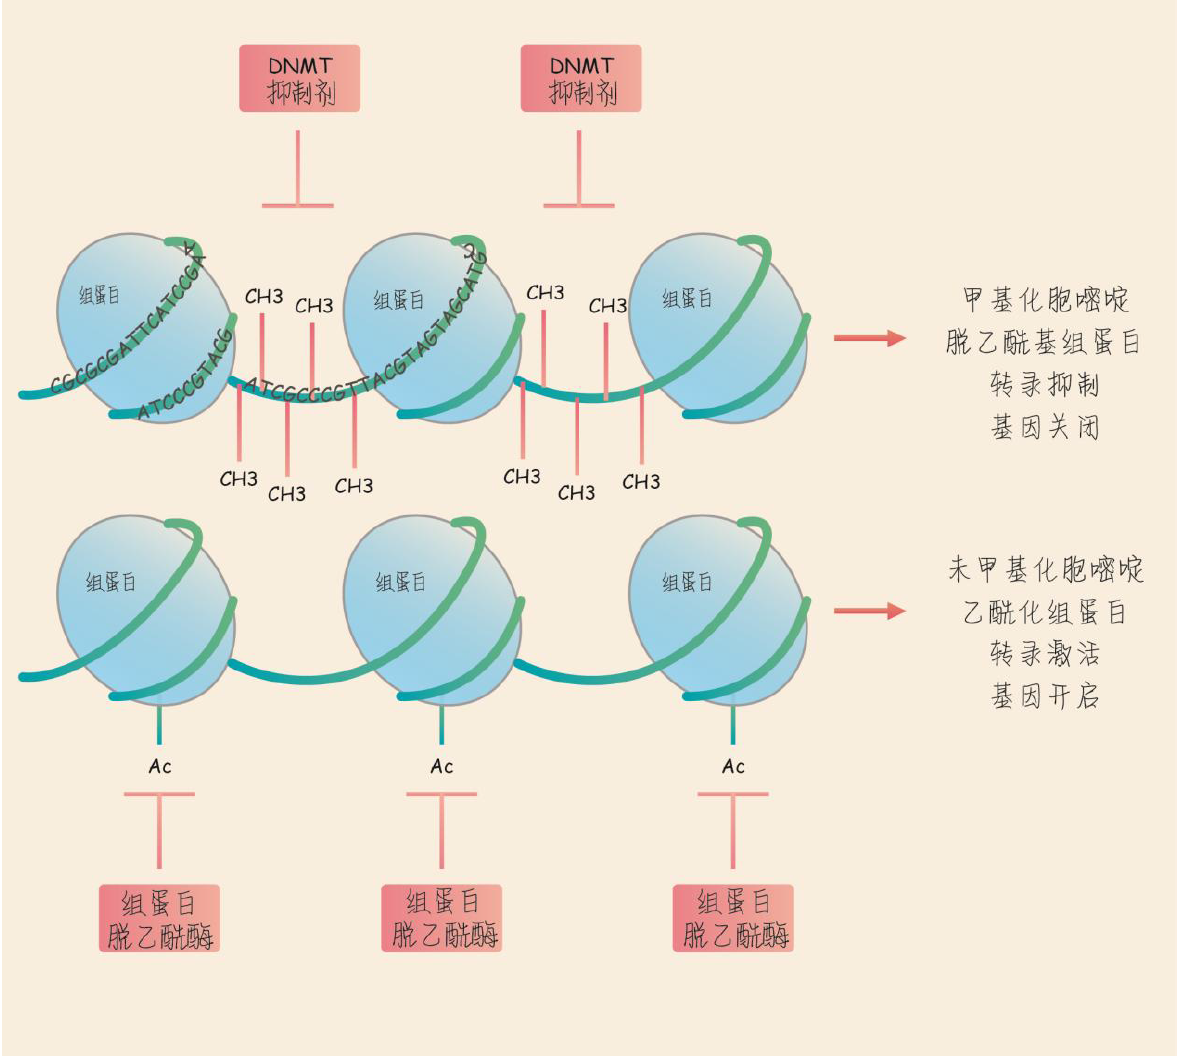 DNMT
抑制剂
DNMT
抑制剂
组蛋白
CGCGCGATTCATCCGAA
ATCCCGTACG
CH3
CH3
组蛋白
ATCGCCCGTTACGTAGTAGCATGC
CH3
CH3
组蛋白
CH3
CH3
CH3
CH3
CH3
CH3
甲基化胞嘧啶
脱乙酰基组蛋白
转录抑制
基因关闭
组蛋白
组蛋白
组蛋白
未甲基化胞嘧啶
乙酰化组蛋白
转录激活
基因开启
Ac
Ac
Ac
组蛋白
脱乙酰酶
组蛋白
脱乙酰酶
组蛋白
脱乙酰酶